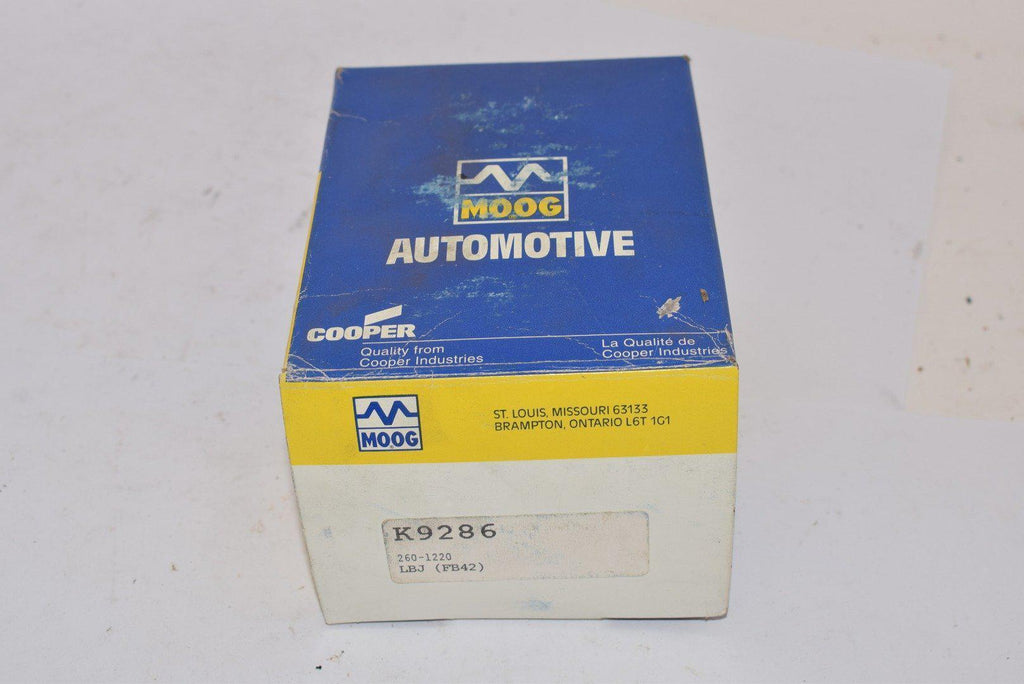 MOOG
AUTOMOTIVE
COOPER
Quality from
Cooper Industries
La Qualité de
Cooper Industries
MOOG
ST. LOUIS, MISSOURI 63133
BRAMPTON, ONTARIO L6T 1G1
K9286
260-1220
LBJ (FB42)